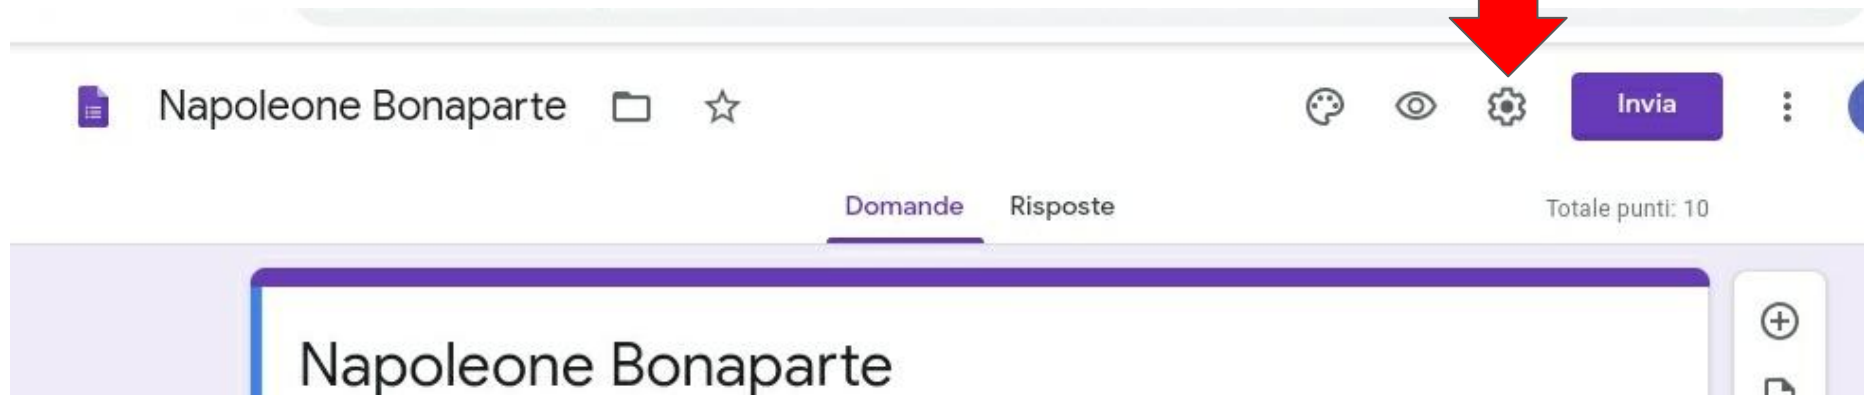 Napoleone Bonaparte
Invia
Domande Risposte
Totale punti: 10
Napoleone Bonaparte